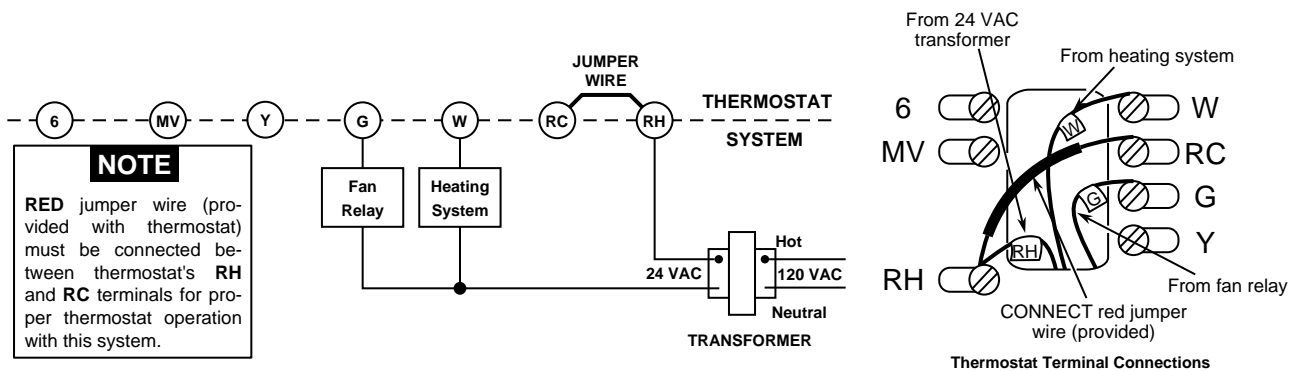 JUMPER
WIRE
6
MV
Y
G
W
RC
RH
THERMOSTAT
SYSTEM
NOTE
RED jumper wire (pro-
vided with thermostat)
must be connected be-
tween thermostat's RH
and RC terminals for pro-
per thermostat operation
with this system.
Fan
Relay
Heating
System
Hot
24 VAC
120 VAC
Neutral
TRANSFORMER
From 24 VAC
transformer
From heating system
6
MV
RH
W
RC
G
Y
W
G
RH
From fan relay
CONNECT red jumper
wire (provided)
Thermostat Terminal Connections